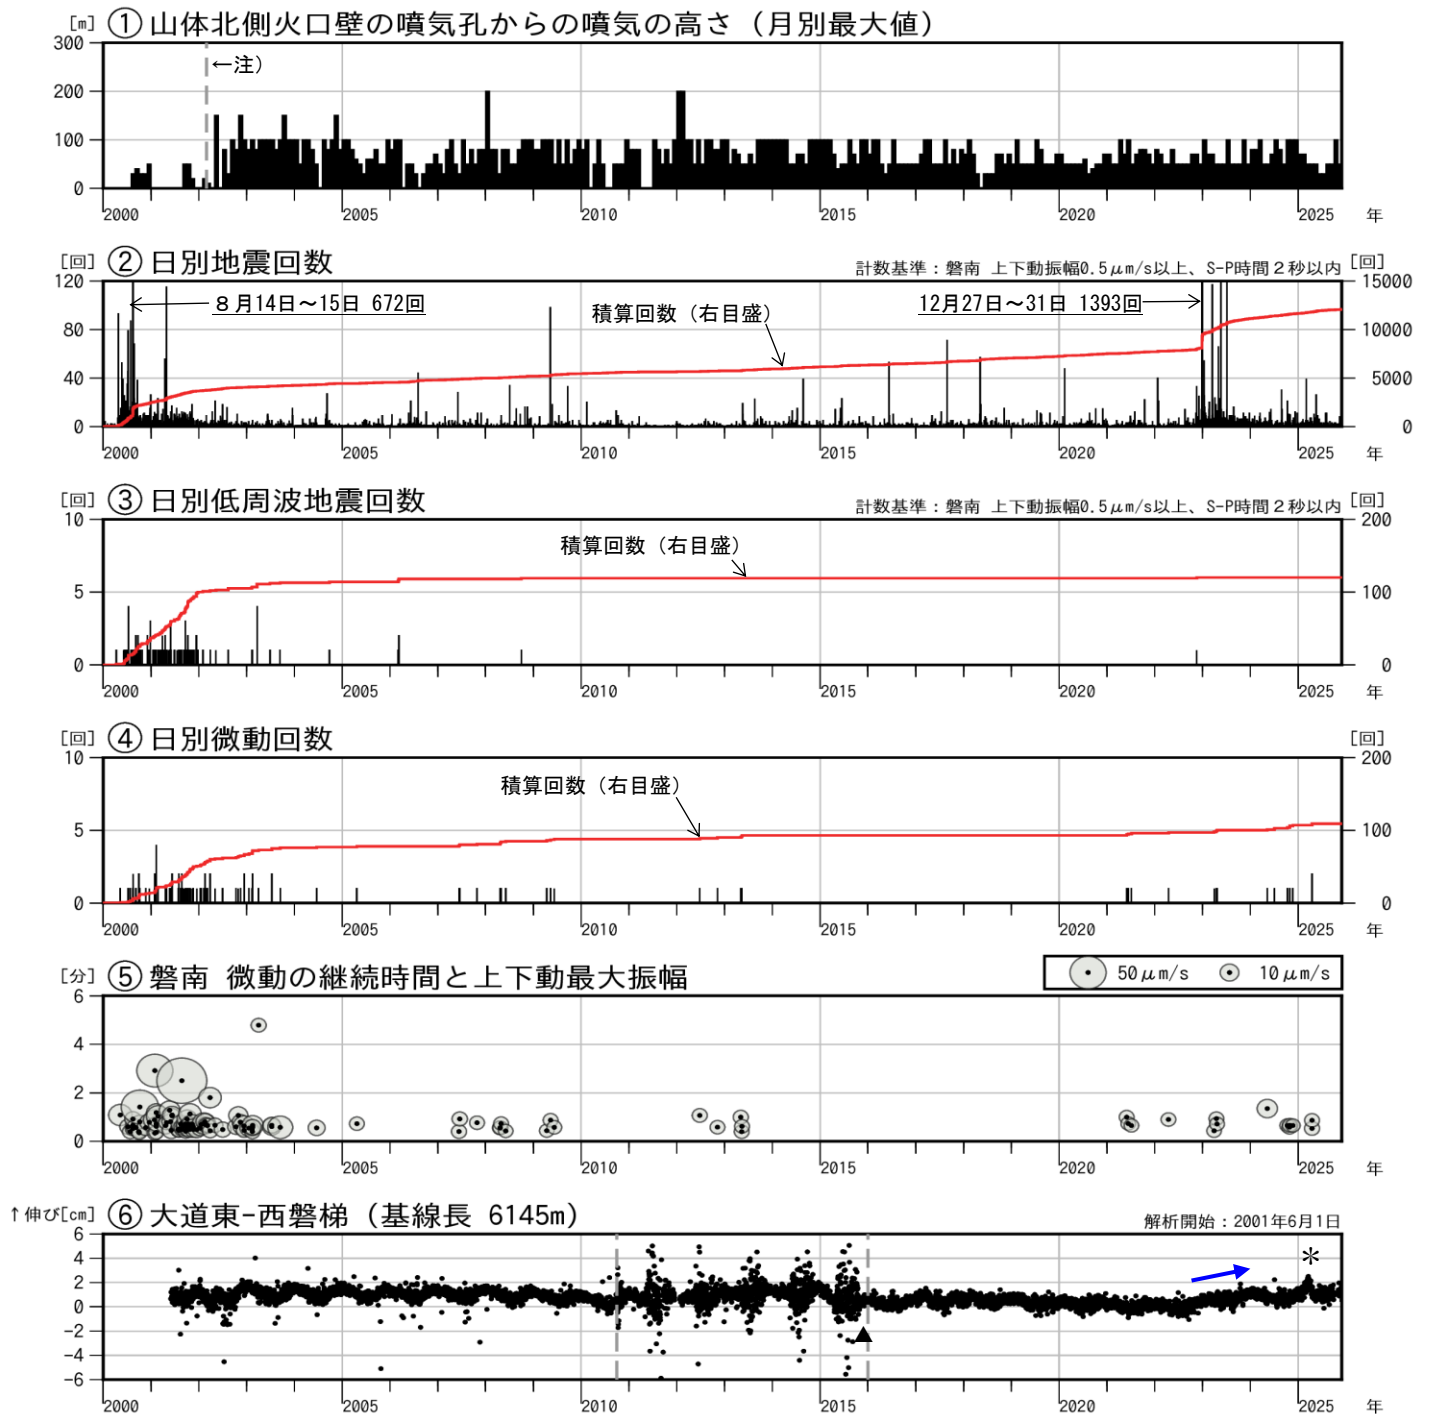 [m] ① 山体北側火口壁の噴気孔からの噴気の高さ（月別最大値）
300
200
100
0
←注）
2000 2005 2010 2015 2020 2025 年
[回] ② 日別地震回数
計数基準：磐南 上下動振幅0.5μm/s以上、S-P時間２秒以内 [回]
120
80
40
0
15000
10000
5000
0
８月14日～15日 672回
積算回数（右目盛）
12月27日～31日 1393回
2000 2005 2010 2015 2020 2025 年
[回] ③ 日別低周波地震回数
計数基準：磐南 上下動振幅0.5μm/s以上、S-P時間２秒以内 [回]
10
5
0
200
100
0
積算回数（右目盛）
2000 2005 2010 2015 2020 2025 年
[回] ④ 日別微動回数
[回]
10
5
0
200
100
0
積算回数（右目盛）
2000 2005 2010 2015 2020 2025 年
[分] ⑤ 磐南 微動の継続時間と上下動最大振幅
50μm/s 10μm/s
6
4
2
0
2000 2005 2010 2015 2020 2025 年
↑伸び[cm] ⑥ 大道東-西磐梯（基線長 6145m）
解析開始：2001年6月1日
6
4
2
0
-2
-4
-6
*
▲
2000 2005 2010 2015 2020 2025 年